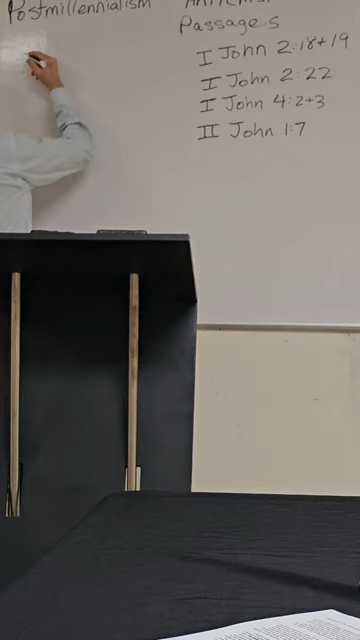 Postmillennialism
Passages
I John 2:18+19
I John 2:22
I John 4:2+3
II John 1:7